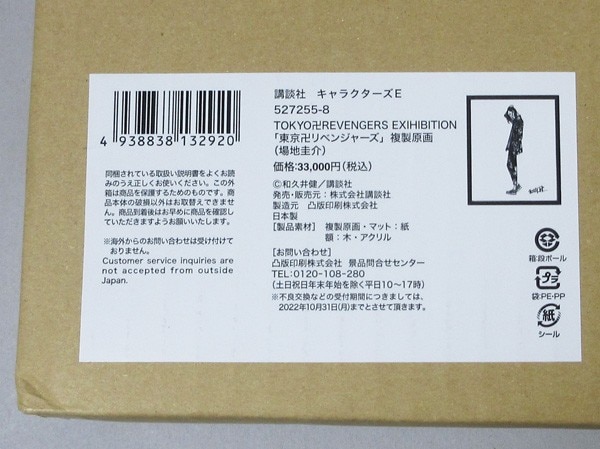 4 938838 132920
同梱されている取扱い説明書をよくお読
みのうえ正しくお使いください。この外
箱は商品を保護するためのものです。商
品本体の破損以外はお取替えできませ
ん。商品到着後はお早めに商品を確認し
ていただきますようお願いいたします。
※海外からのお問い合わせは受け付けて
おりません。
Customer service inquiries are
not accepted from outside
Japan.
講談社 キャラクターズE
527255-8
TOKYO卍REVENGERS EXHIBITION
「東京卍リベンジャーズ」複製原画
（場地圭介）
価格:33,000円(税込)
©和久井健／講談社
発売・販売元：株式会社講談社
製造元 凸版印刷株式会社
日本製
[製品素材] 複製原画・マット：紙
額：木・アクリル
[お問い合わせ]
凸版印刷株式会社 景品問合せセンター
TEL:0120-108-280
(土日祝日年末年始を除く平日10～17時)
※不良交換などの受付期間につきましては、
2022年10月31日(月)までとさせて頂きます。
箱:段ボール
プラ
袋:PE・PP
紙
シール